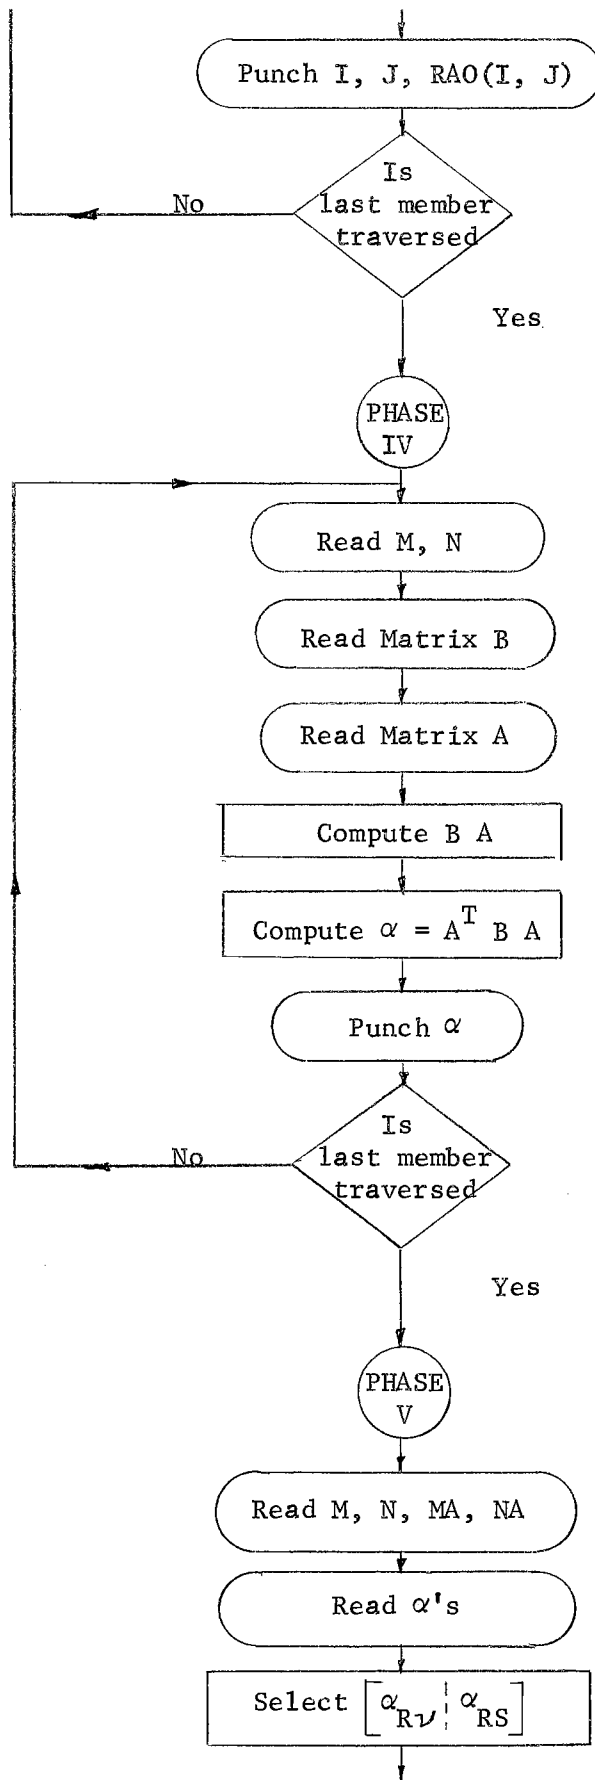 Punch I, J, RAO(I, J)
Is
last member
traversed
No
Yes
PHASE
IV
Read M, N
Read Matrix B
Read Matrix A
Compute B A
Compute α = A^T B A
Punch α
Is
last member
traversed
No
Yes
PHASE
V
Read M, N, MA, NA
Read α's
Select [α_Rν ¦ α_RS]